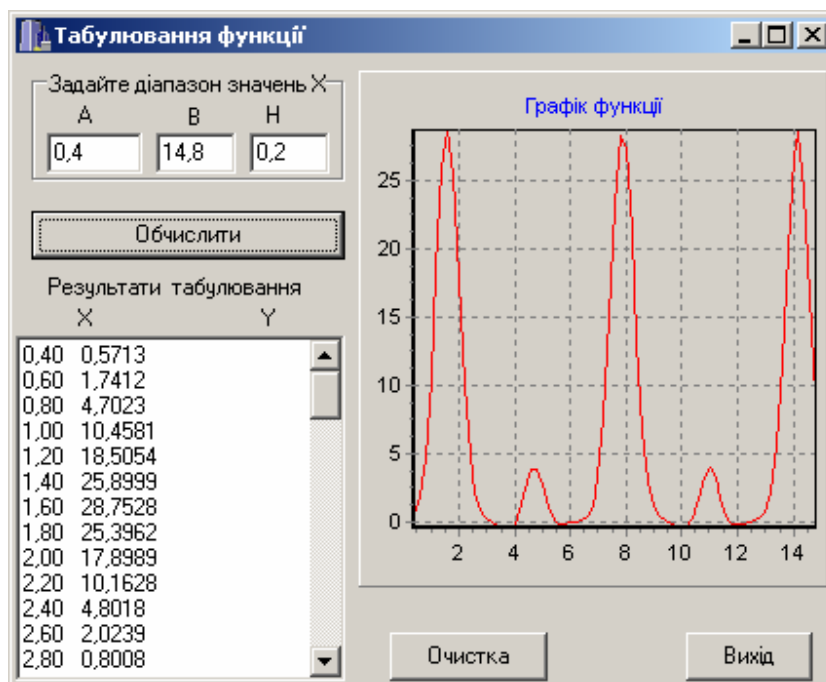 Табулювання функції
Задайте діапазон значень X
A B H
0,4 14,8 0,2
Обчислити
Результати табулювання
X Y
0,40 0,5713
0,60 1,7412
0,80 4,7023
1,00 10,4581
1,20 18,5054
1,40 25,8999
1,60 28,7528
1,80 25,3962
2,00 17,8989
2,20 10,1628
2,40 4,8018
2,60 2,0239
2,80 0,8008
Графік функції
25
20
15
10
5
0
2 4 6 8 10 12 14
Очистка Вихід